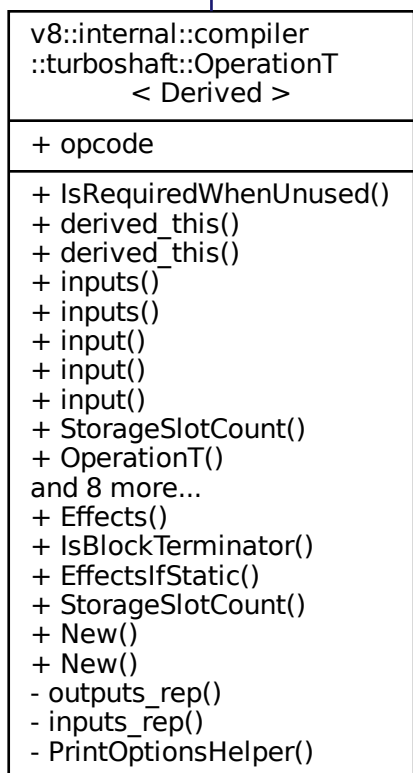 v8::internal::compiler
::turboshaft::OperationT
< Derived >
+ opcode
+ IsRequiredWhenUnused()
+ derived_this()
+ derived_this()
+ inputs()
+ inputs()
+ input()
+ input()
+ input()
+ StorageSlotCount()
+ OperationT()
and 8 more...
+ Effects()
+ IsBlockTerminator()
+ EffectsIfStatic()
+ StorageSlotCount()
+ New()
+ New()
- outputs_rep()
- inputs_rep()
- PrintOptionsHelper()